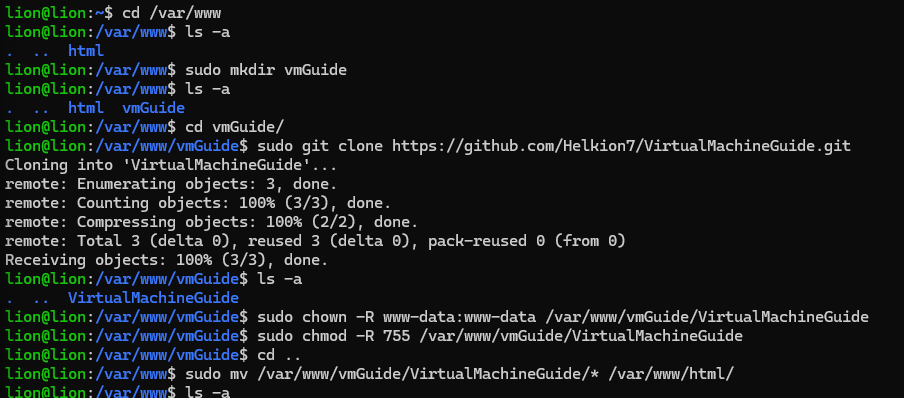 lion@lion:~$ cd /var/www
lion@lion:/var/www$ ls -a
.  ..  html
lion@lion:/var/www$ sudo mkdir vmGuide
lion@lion:/var/www$ ls -a
.  ..  html  vmGuide
lion@lion:/var/www$ cd vmGuide/
lion@lion:/var/www/vmGuide$ sudo git clone https://github.com/Helkion7/VirtualMachineGuide.git
Cloning into 'VirtualMachineGuide'...
remote: Enumerating objects: 3, done.
remote: Counting objects: 100% (3/3), done.
remote: Compressing objects: 100% (2/2), done.
remote: Total 3 (delta 0), reused 3 (delta 0), pack-reused 0 (from 0)
Receiving objects: 100% (3/3), done.
lion@lion:/var/www/vmGuide$ ls -a
.  ..  VirtualMachineGuide
lion@lion:/var/www/vmGuide$ sudo chown -R www-data:www-data /var/www/vmGuide/VirtualMachineGuide
lion@lion:/var/www/vmGuide$ sudo chmod -R 755 /var/www/vmGuide/VirtualMachineGuide
lion@lion:/var/www/vmGuide$ cd ..
lion@lion:/var/www$ sudo mv /var/www/vmGuide/VirtualMachineGuide/* /var/www/html/
lion@lion:/var/www$ ls -a